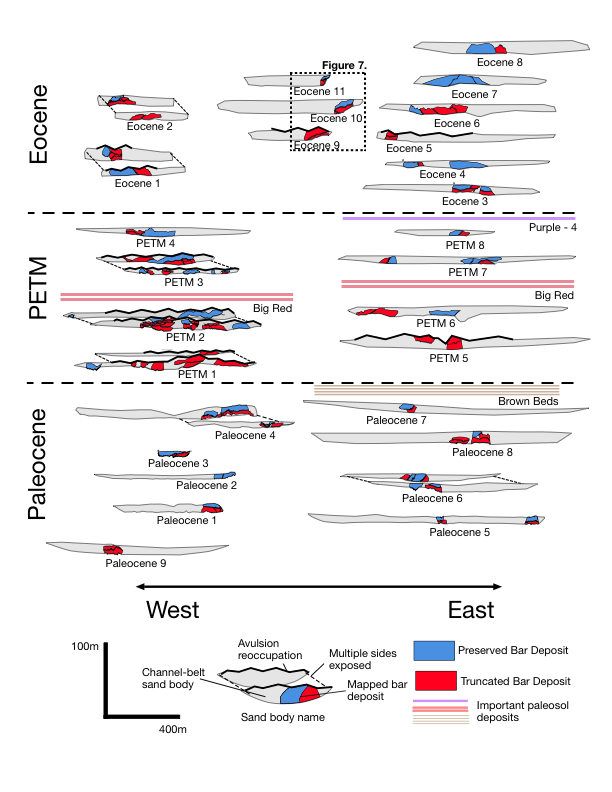 Eocene
Eocene 8
Figure 7.
Eocene 11
Eocene 7
Eocene 10
Eocene 6
Eocene 2
Eocene 9
Eocene 5
Eocene 4
Eocene 1
Eocene 3
PETM
Purple - 4
PETM 4
PETM 8
PETM 3
PETM 7
Big Red
Big Red
PETM 2
PETM 6
PETM 5
PETM 1
Paleocene
Brown Beds
Paleocene 7
Paleocene 4
Paleocene 8
Paleocene 3
Paleocene 2
Paleocene 6
Paleocene 1
Paleocene 5
Paleocene 9
West
East
100m
400m
Avulsion
reoccupation
Multiple sides
exposed
Channel-belt
sand body
Mapped bar
deposit
Sand body name
Preserved Bar Deposit
Truncated Bar Deposit
Important paleosol
deposits